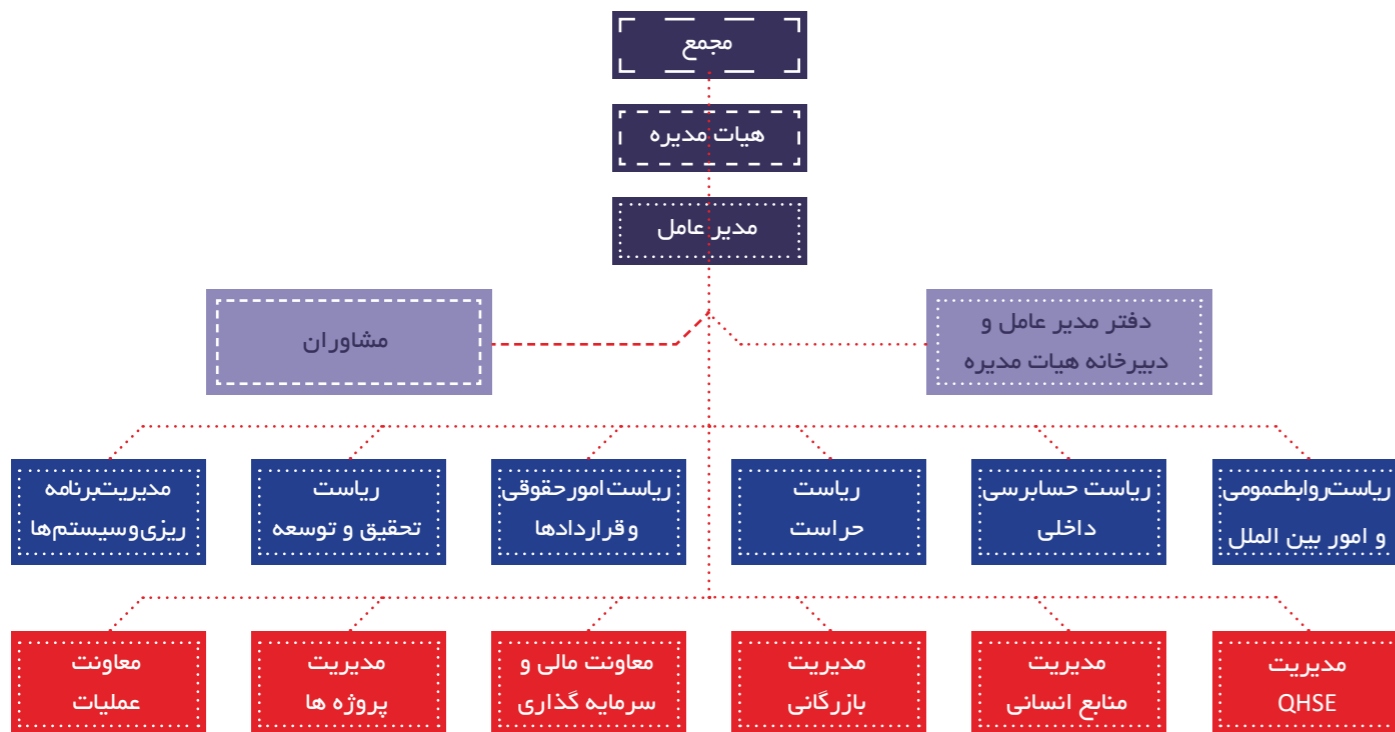 مجمع
هیات مدیره
مدیر عامل
دفتر مدیر عامل و
دبیرخانه هیات مدیره
مشاوران
ریاست‌روابط‌عمومی
و امور بین الملل
ریاست حسابرسی
داخلی
ریاست
حراست
ریاست امور حقوقی
و قراردادها
ریاست
تحقیق و توسعه
مدیریت‌برنامه
ریزی‌و‌سیستم‌ها
مدیریت
QHSE
مدیریت
منابع انسانی
مدیریت
بازرگانی
معاونت مالی و
سرمایه گذاری
مدیریت
پروژه ها
معاونت
عملیات